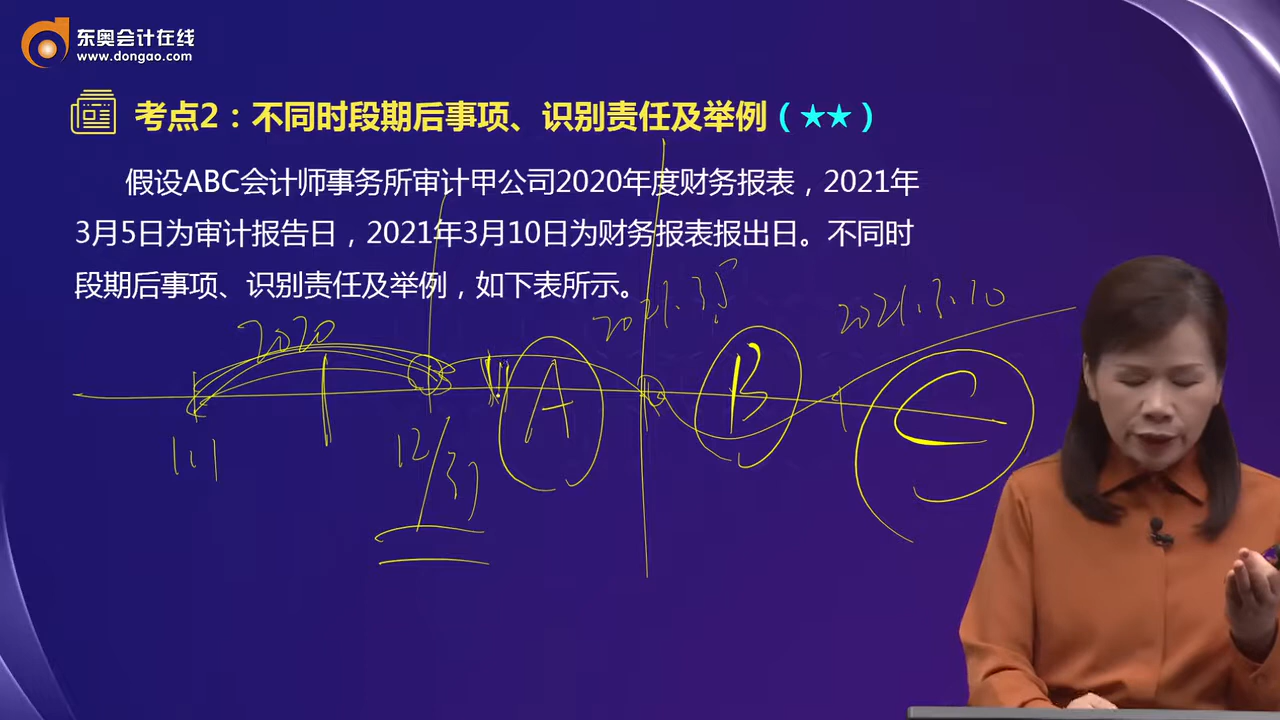 东奥会计在线
www.dongao.com
考点2：不同时段期后事项、识别责任及举例（★★）
假设ABC会计师事务所审计甲公司2020年度财务报表，2021年
3月5日为审计报告日，2021年3月10日为财务报表报出日。不同时
段期后事项、识别责任及举例，如下表所示。
2020
2021.3.5
2021.3.10
A
B
C
1.1
12/31